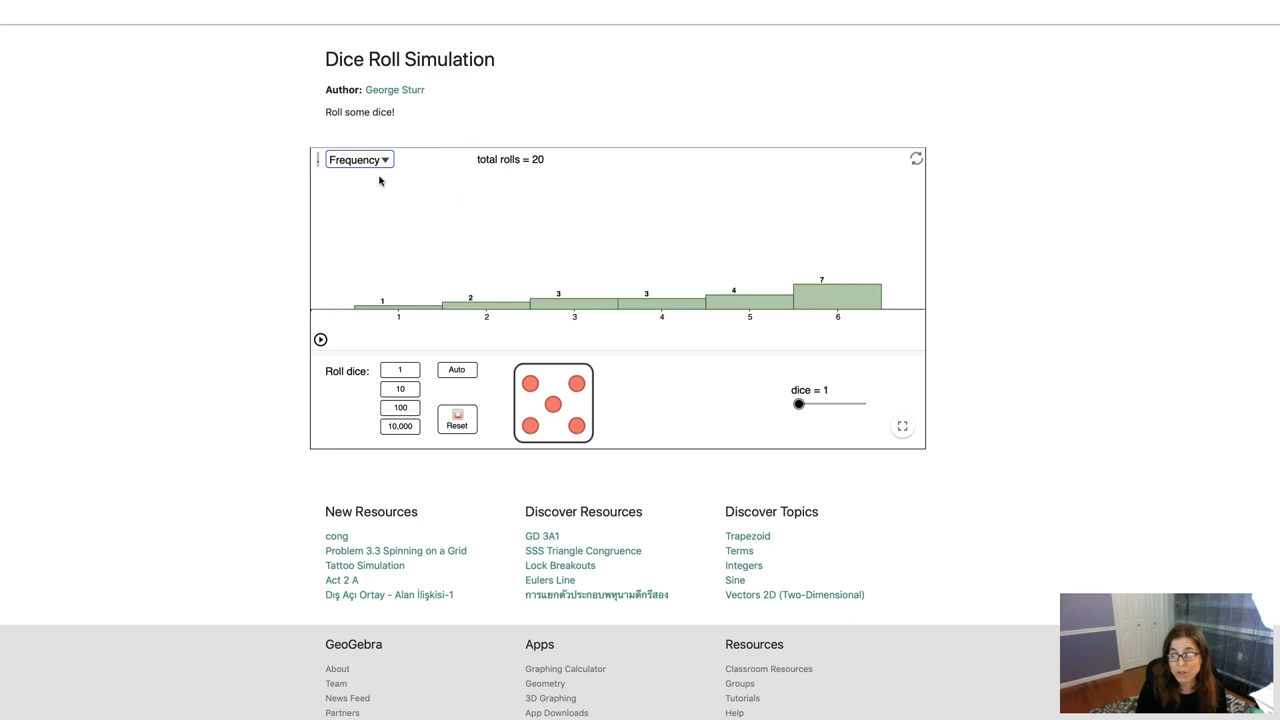 Dice Roll Simulation
Author: George Sturr
Roll some dice!
Frequency
total rolls = 20
1
2
3
3
4
7
1
2
3
4
5
6
Roll dice:
1
10
100
10,000
Auto
Reset
dice = 1
New Resources
cong
Problem 3.3 Spinning on a Grid
Tattoo Simulation
Act 2 A
Dış Açı Ortay - Alan İlişkisi-1
Discover Resources
GD 3A1
SSS Triangle Congruence
Lock Breakouts
Eulers Line
การแยกตัวประกอบพหุนามดีกรีสอง
Discover Topics
Trapezoid
Terms
Integers
Sine
Vectors 2D (Two-Dimensional)
GeoGebra
About
Team
News Feed
Partners
Apps
Graphing Calculator
Geometry
3D Graphing
App Downloads
Resources
Classroom Resources
Groups
Tutorials
Help